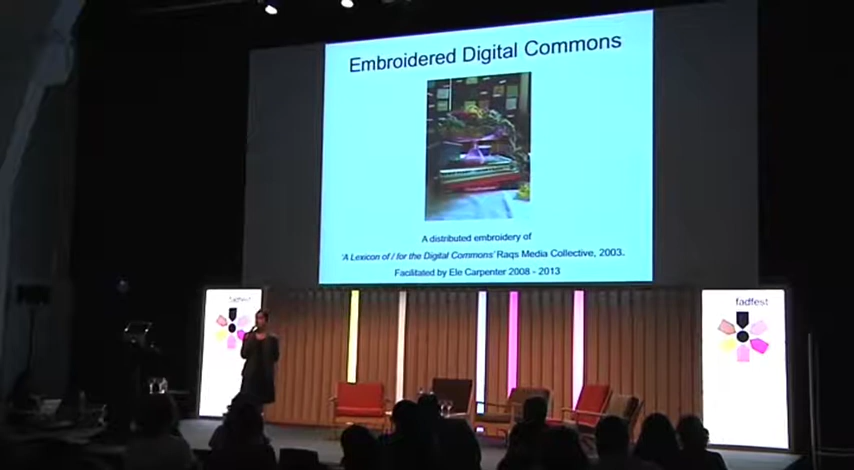 Embroidered Digital Commons
A distributed embroidery of
'A Lexicon of / for the Digital Commons' Raqs Media Collective, 2003.
Facilitated by Ele Carpenter 2008 - 2013
fadfest
fadfest